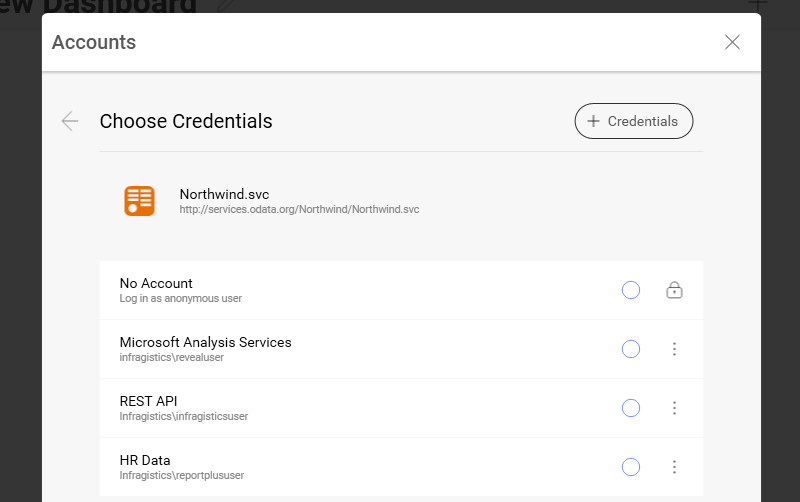 ew Dashboard
Accounts
Choose Credentials
+ Credentials
Northwind.svc
http://services.odata.org/Northwind/Northwind.svc
No Account
Log in as anonymous user
Microsoft Analysis Services
infragistics\revealuser
REST API
Infragistics\infragisticsuser
HR Data
Infragistics\reportplususer